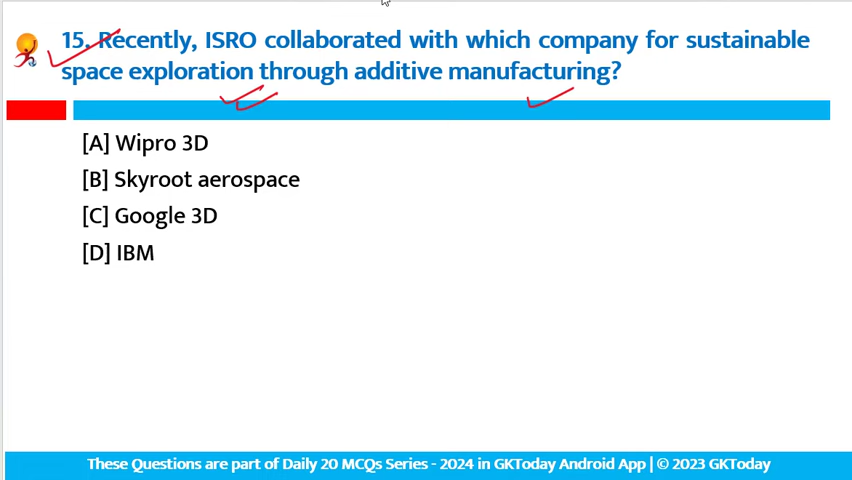 15. Recently, ISRO collaborated with which company for sustainable
space exploration through additive manufacturing?
[A] Wipro 3D
[B] Skyroot aerospace
[C] Google 3D
[D] IBM
These Questions are part of Daily 20 MCQs Series - 2024 in GKToday Android App | © 2023 GKToday